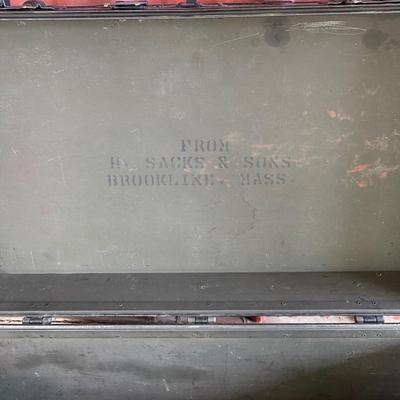 FROM
H. SACKS & SONS
BROOKLINE, MASS.